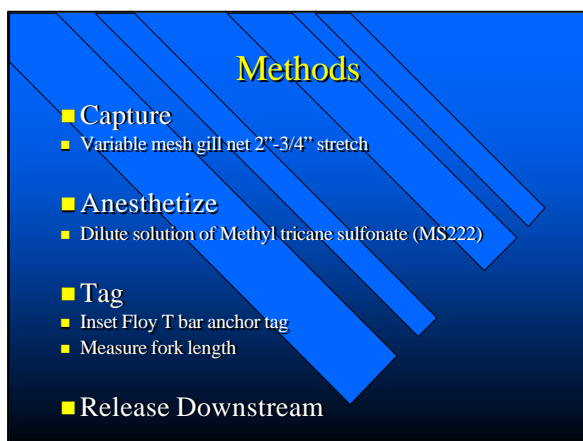 Methods
Capture
Variable mesh gill net 2”-3/4” stretch
Anesthetize
Dilute solution of Methyl tricane sulfonate (MS222)
Tag
Inset Floy T bar anchor tag
Measure fork length
Release Downstream